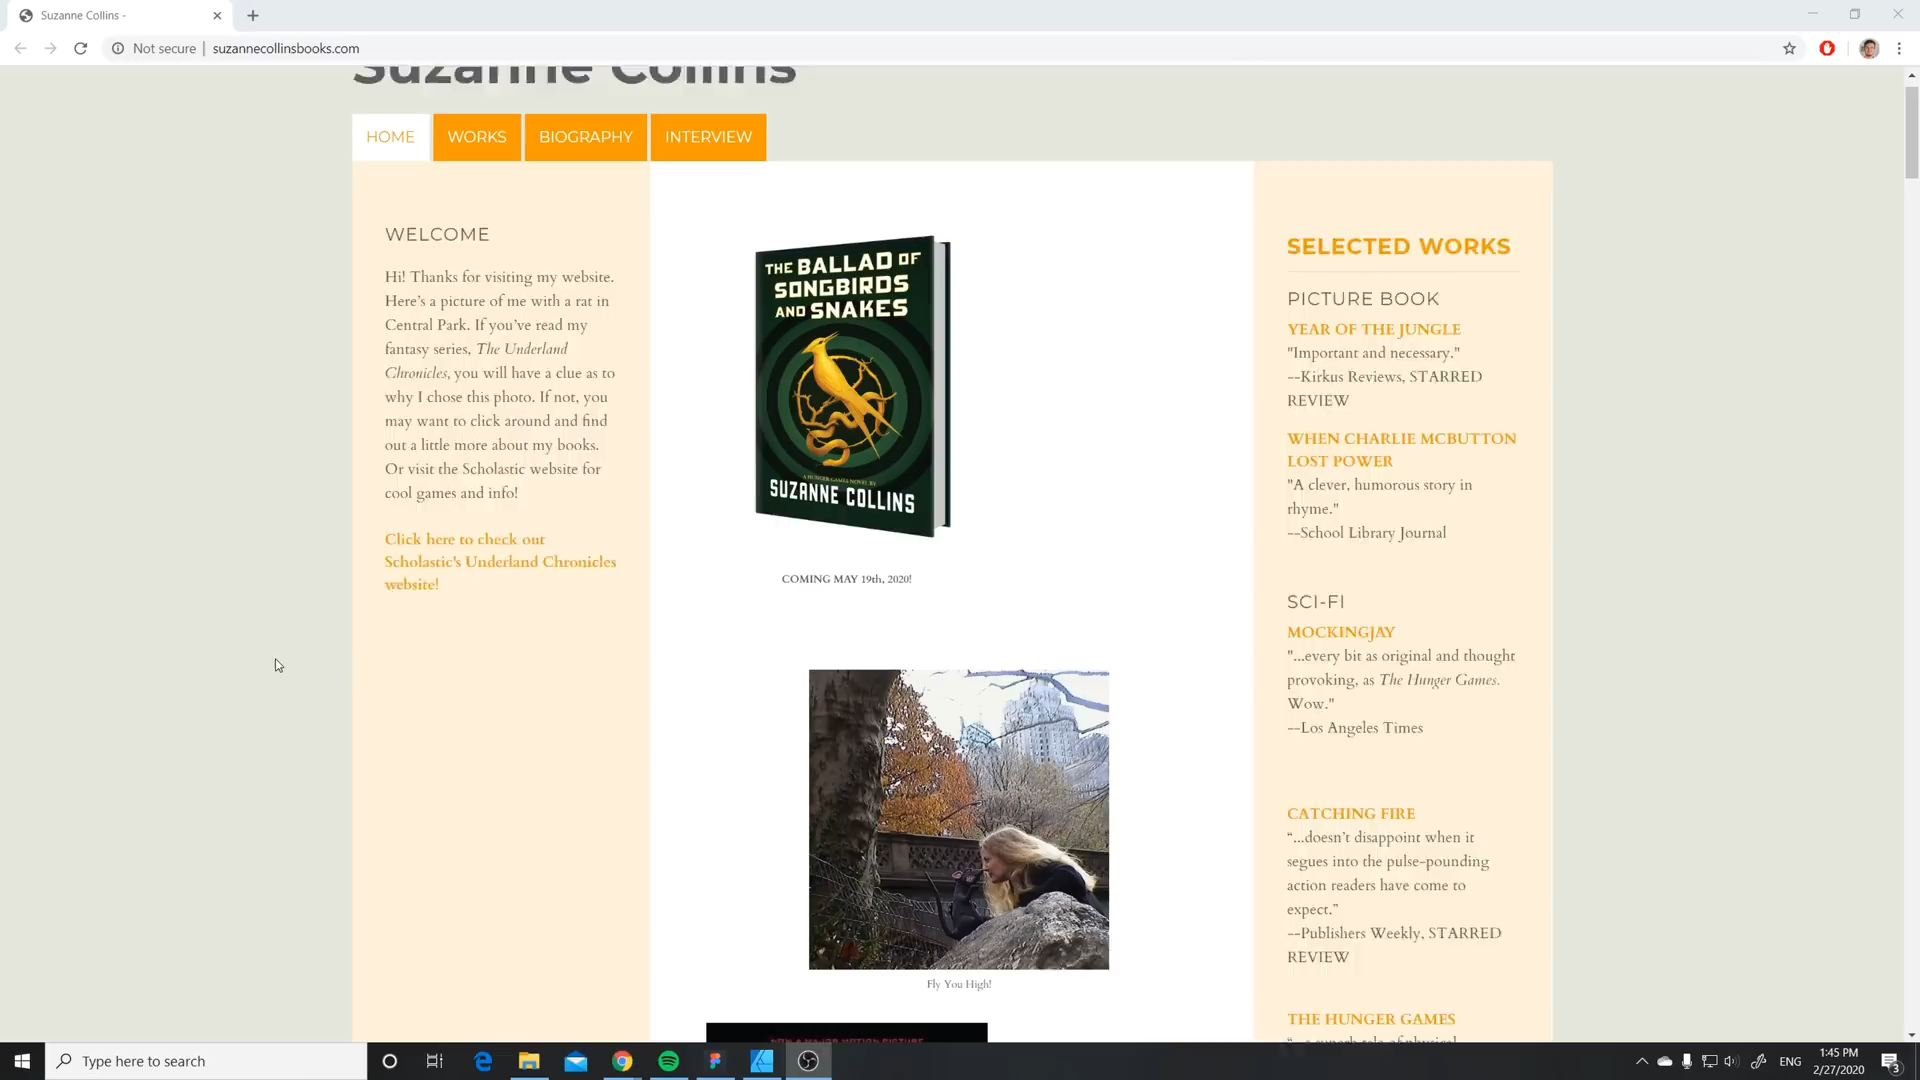 Suzanne Collins -
Not secure | suzannecollinsbooks.com
Suzanne Collins
HOME
WORKS
BIOGRAPHY
INTERVIEW
WELCOME
Hi! Thanks for visiting my website.
Here's a picture of me with a rat in
Central Park. If you've read my
fantasy series, The Underland
Chronicles, you will have a clue as to
why I chose this photo. If not, you
may want to click around and find
out a little more about my books.
Or visit the Scholastic website for
cool games and info!
Click here to check out
Scholastic's Underland Chronicles
website!
THE BALLAD OF
SONGBIRDS
AND SNAKES
A HUNGER GAMES NOVEL BY
SUZANNE COLLINS
COMING MAY 19th, 2020!
Fly You High!
SELECTED WORKS
PICTURE BOOK
YEAR OF THE JUNGLE
"Important and necessary."
--Kirkus Reviews, STARRED
REVIEW
WHEN CHARLIE MCBUTTON
LOST POWER
"A clever, humorous story in
rhyme."
--School Library Journal
SCI-FI
MOCKINGJAY
"...every bit as original and thought
provoking, as The Hunger Games.
Wow."
--Los Angeles Times
CATCHING FIRE
“...doesn’t disappoint when it
segues into the pulse-pounding
action readers have come to
expect.”
--Publishers Weekly, STARRED
REVIEW
THE HUNGER GAMES
Type here to search
ENG
1:45 PM
2/27/2020
3